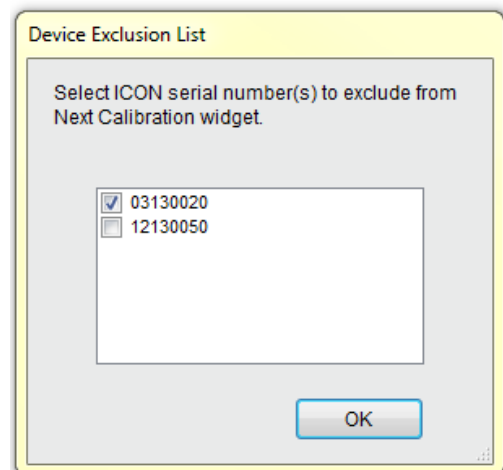 Device Exclusion List
Select ICON serial number(s) to exclude from
Next Calibration widget.
03130020
12130050
OK